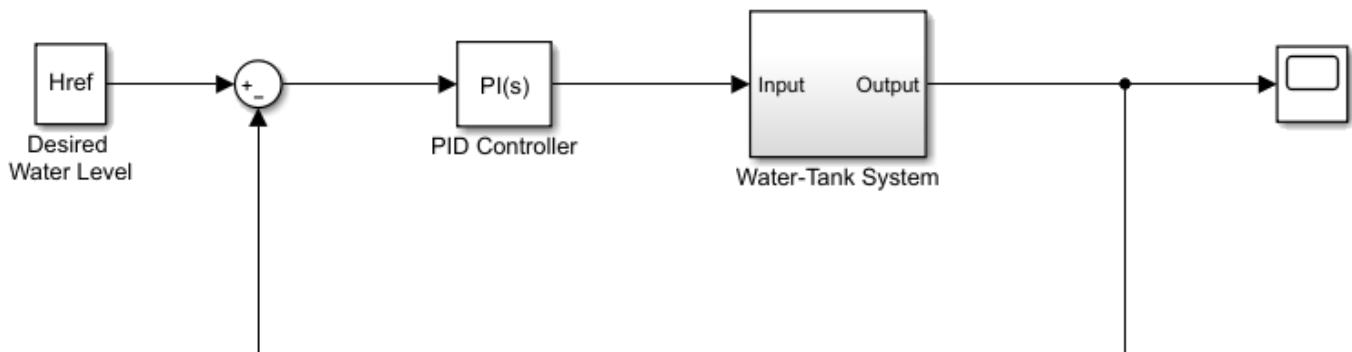 Href
+
−
PI(s)
Input
Output
Desired
Water Level
PID Controller
Water-Tank System